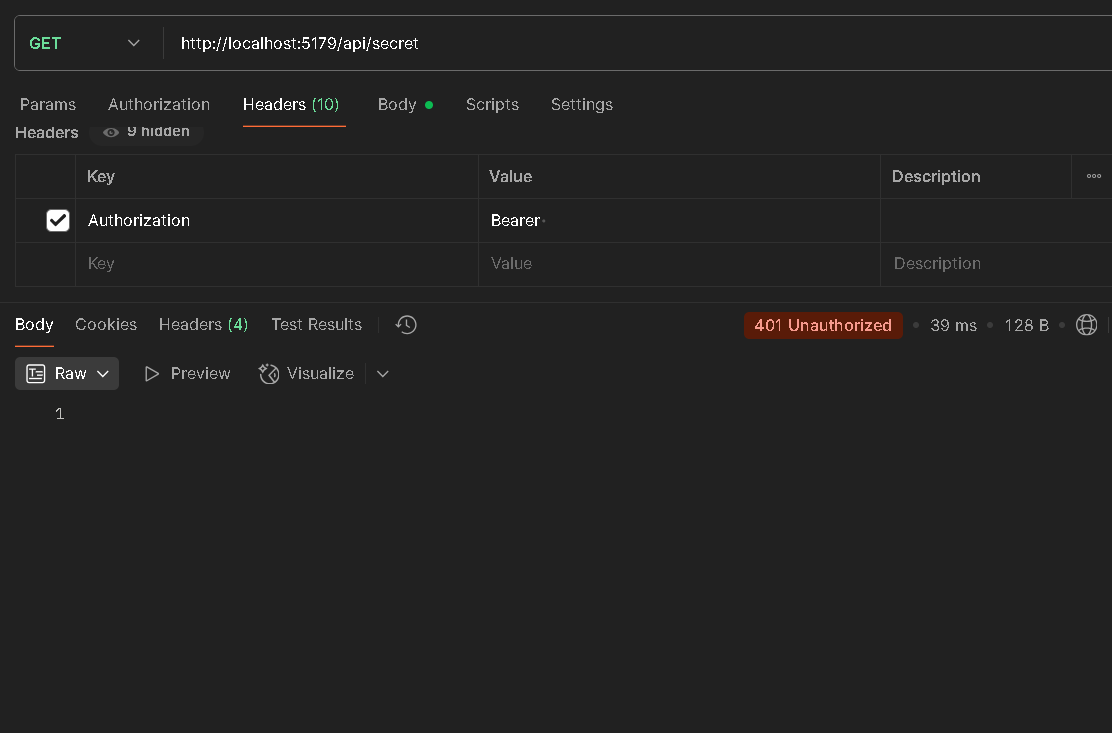 GET http://localhost:5179/api/secret
Params Authorization Headers (10) Body Scripts Settings
Headers 9 hidden
Key Value Description
Authorization Bearer
Key Value Description
Body Cookies Headers (4) Test Results 401 Unauthorized 39 ms 128 B
Raw Preview Visualize
1